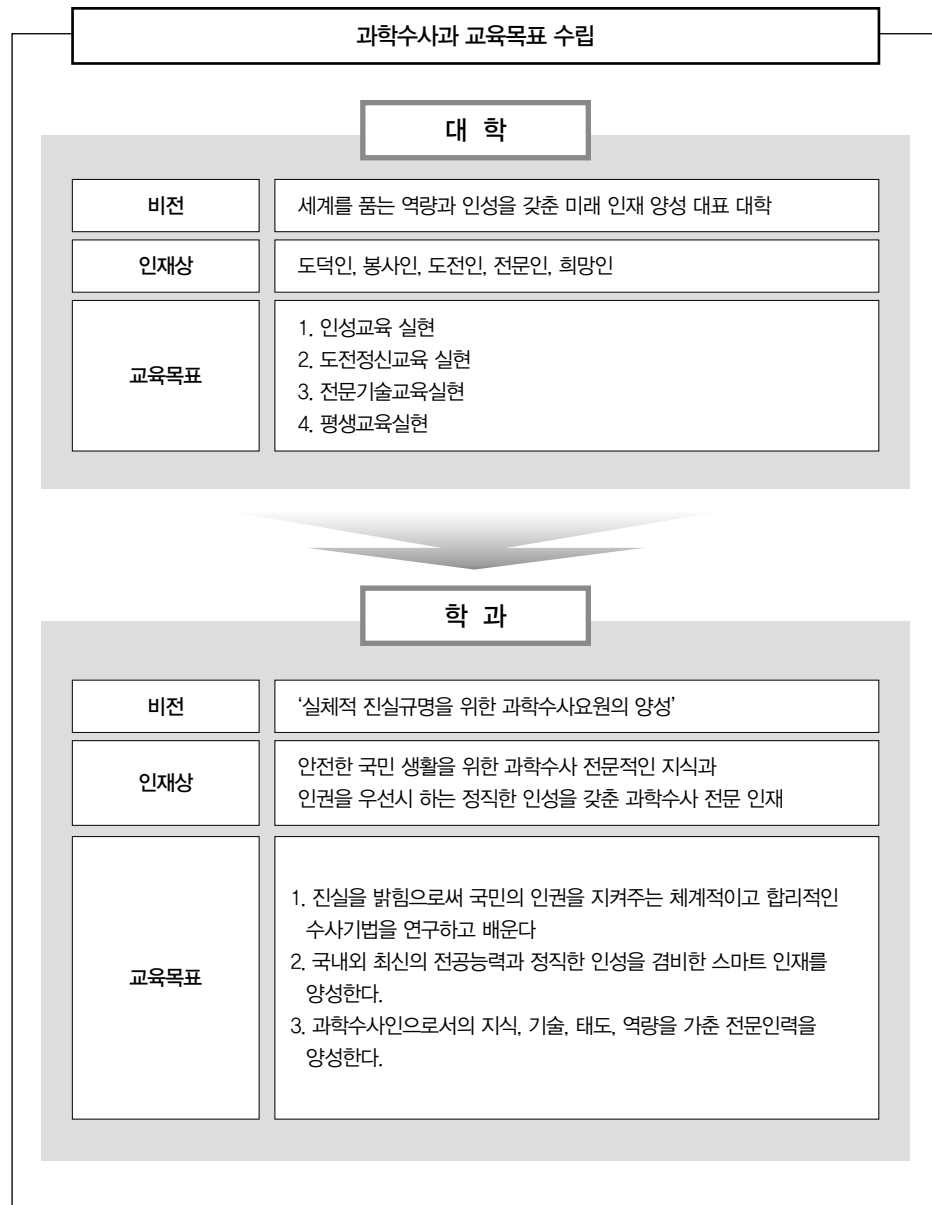 과학수사과 교육목표 수립
대 학
비전
세계를 품는 역량과 인성을 갖춘 미래 인재 양성 대표 대학
인재상
도덕인, 봉사인, 도전인, 전문인, 희망인
교육목표
1. 인성교육 실현
2. 도전정신교육 실현
3. 전문기술교육실현
4. 평생교육실현
학 과
비전
‘실체적 진실규명을 위한 과학수사요원의 양성’
인재상
안전한 국민 생활을 위한 과학수사 전문적인 지식과
인권을 우선시 하는 정직한 인성을 갖춘 과학수사 전문 인재
교육목표
1. 진실을 밝힘으로써 국민의 인권을 지켜주는 체계적이고 합리적인
수사기법을 연구하고 배운다
2. 국내외 최신의 전공능력과 정직한 인성을 겸비한 스마트 인재를
양성한다.
3. 과학수사인으로서의 지식, 기술, 태도, 역량을 가춘 전문인력을
양성한다.